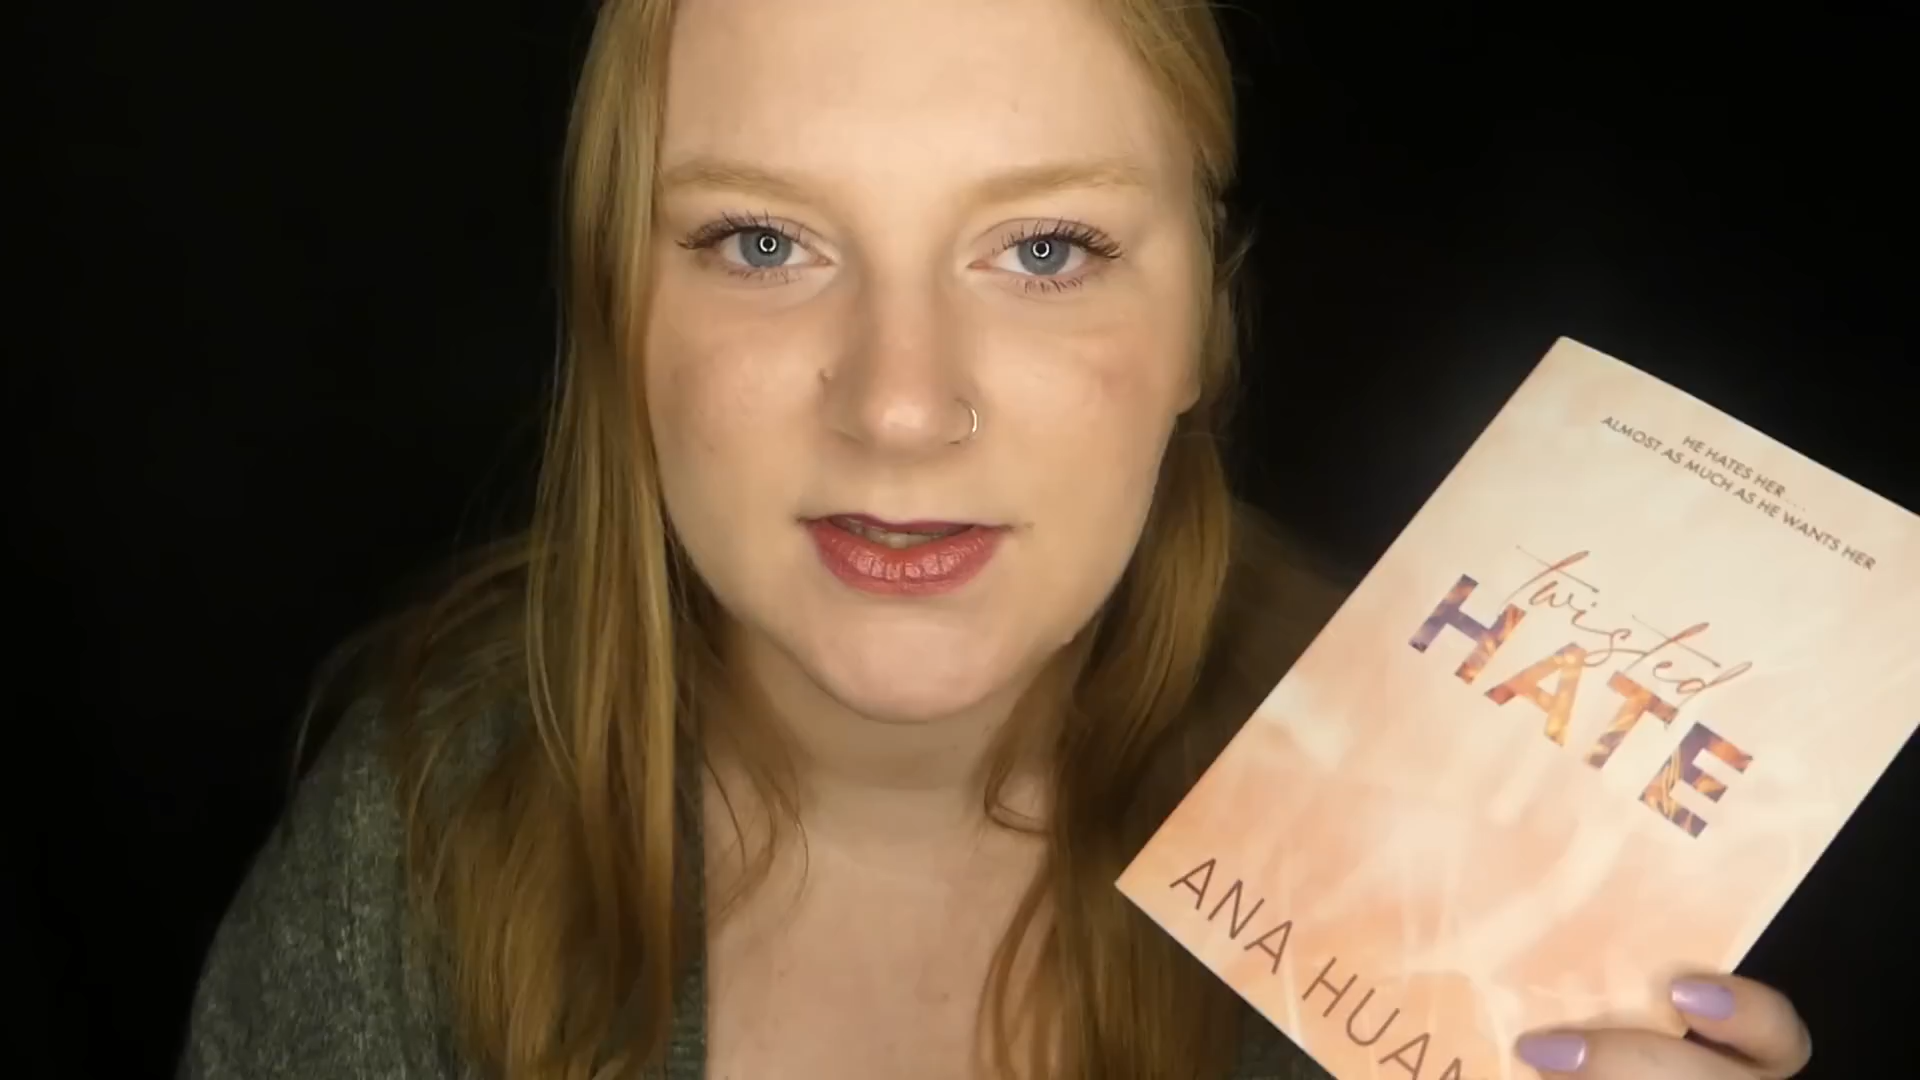 HE HATES HER . . .
ALMOST AS MUCH AS HE WANTS HER
twisted
HATE
ANA HUAN